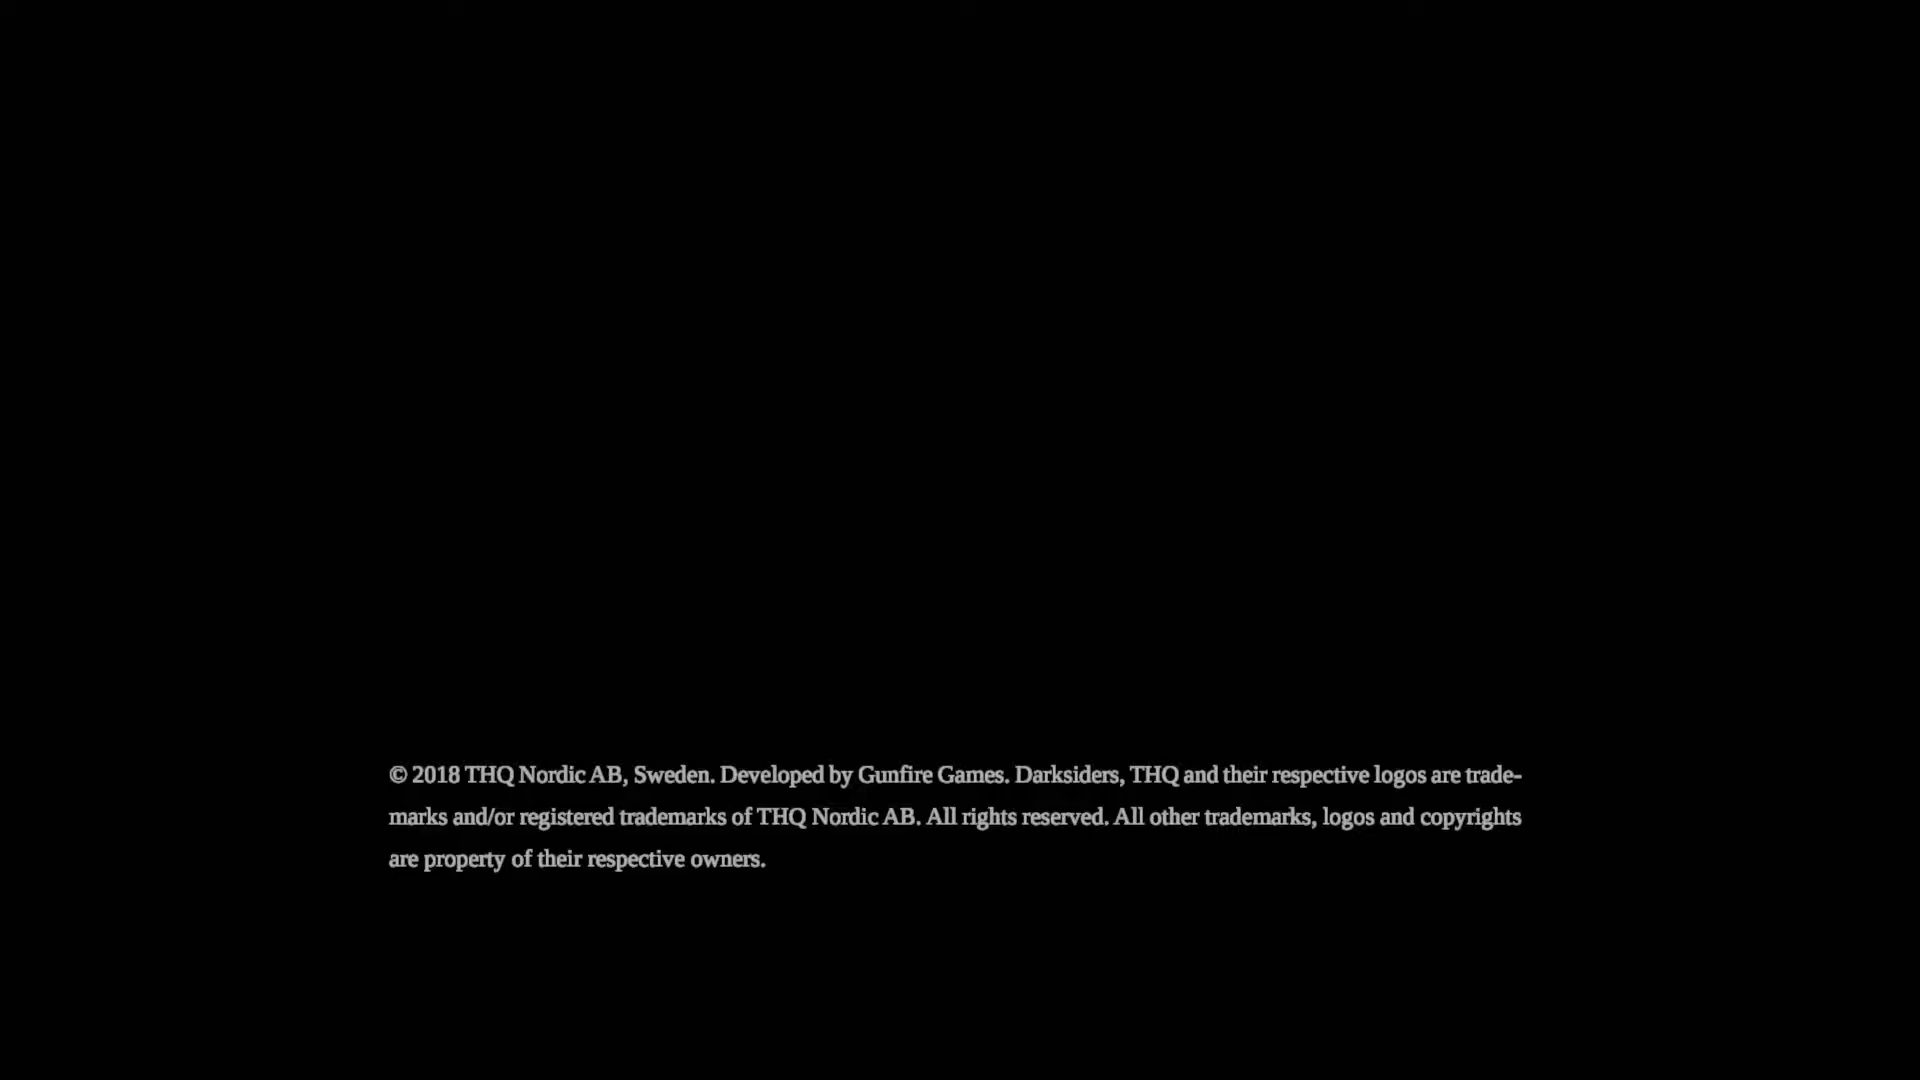 © 2018 THQ Nordic AB, Sweden. Developed by Gunfire Games. Darksiders, THQ and their respective logos are trade-
marks and/or registered trademarks of THQ Nordic AB. All rights reserved. All other trademarks, logos and copyrights
are property of their respective owners.